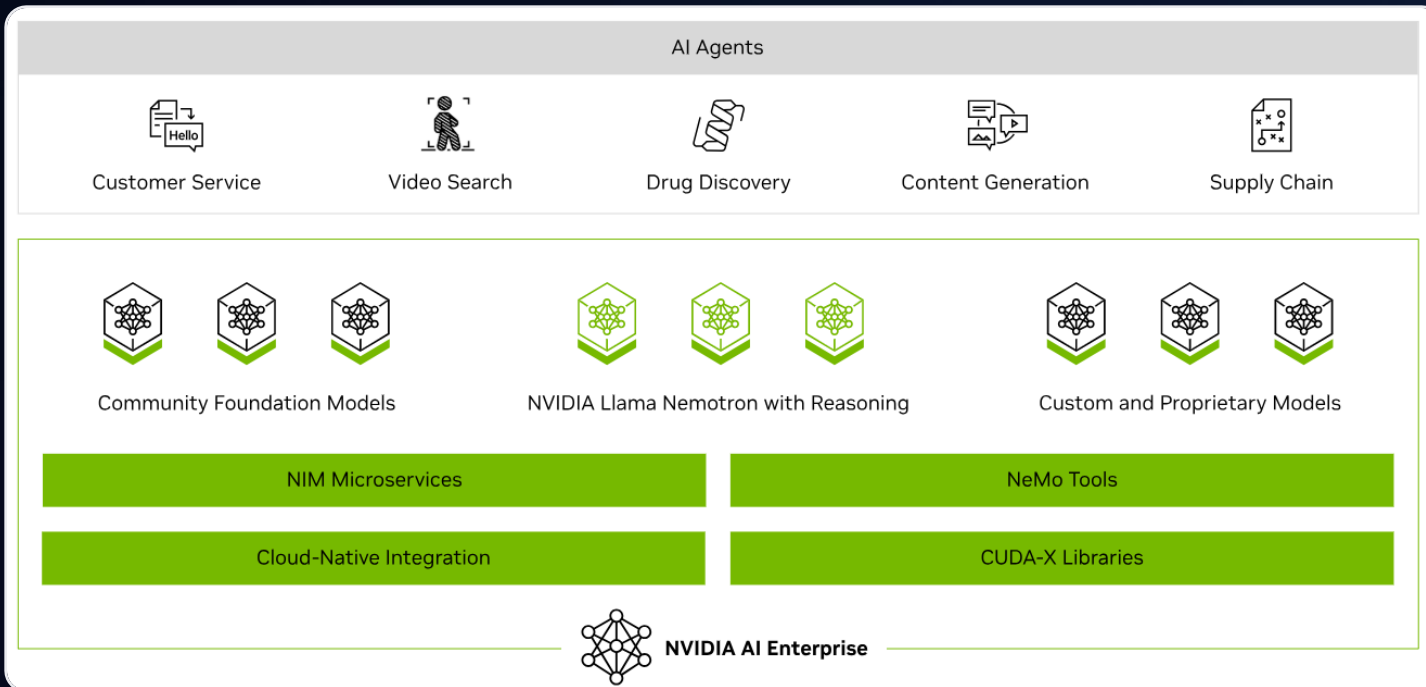 AI Agents
Hello
Customer Service
Video Search
Drug Discovery
Content Generation
Supply Chain
Community Foundation Models
NVIDIA Llama Nemotron with Reasoning
Custom and Proprietary Models
NIM Microservices
NeMo Tools
Cloud-Native Integration
CUDA-X Libraries
NVIDIA AI Enterprise